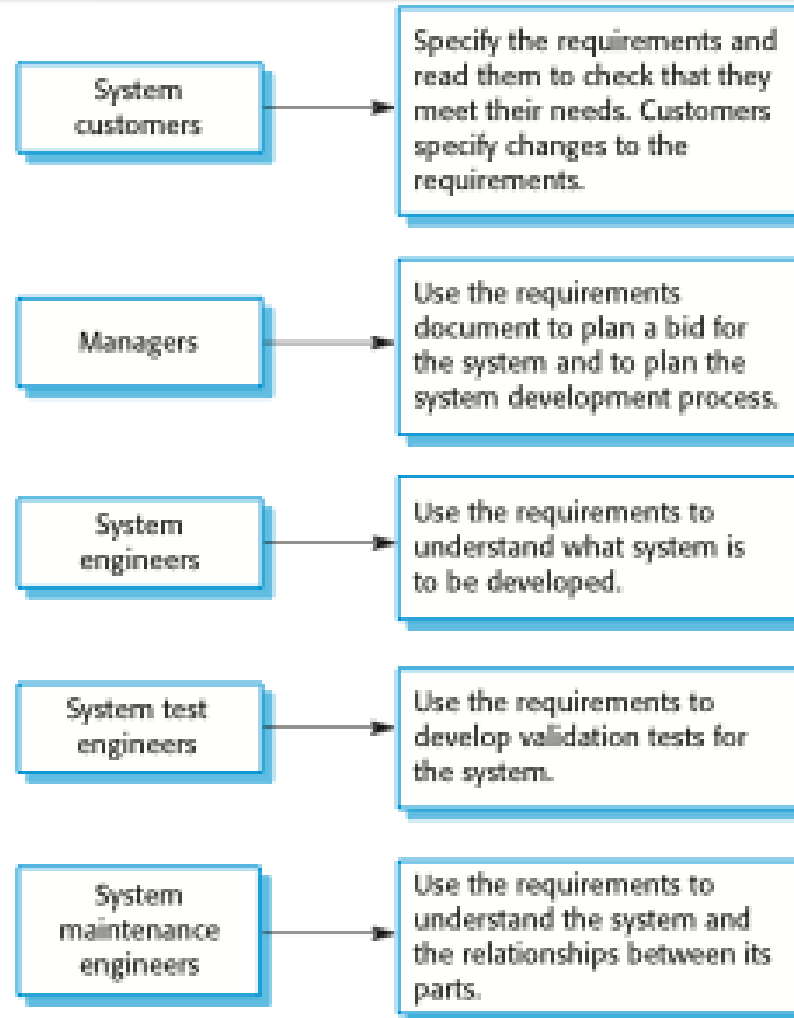 System
customers
Specify the requirements and
read them to check that they
meet their needs. Customers
specify changes to the
requirements.
Managers
Use the requirements
document to plan a bid for
the system and to plan the
system development process.
System
engineers
Use the requirements to
understand what system is
to be developed.
System test
engineers
Use the requirements to
develop validation tests for
the system.
System
maintenance
engineers
Use the requirements to
understand the system and
the relationships between its
parts.